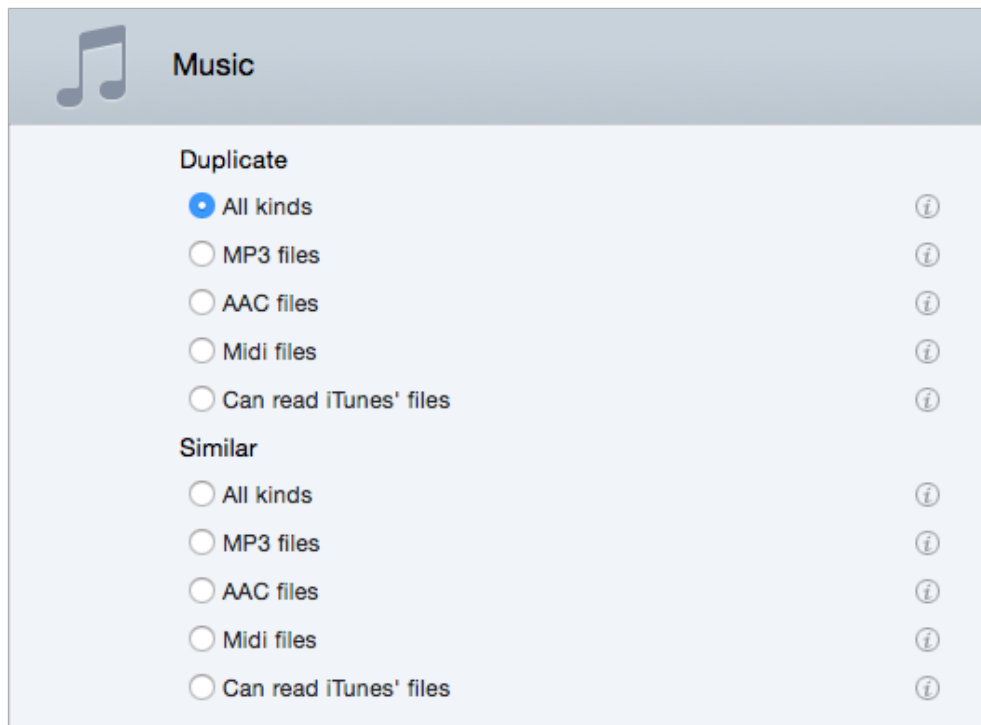 Music
Duplicate
All kinds
MP3 files
AAC files
Midi files
Can read iTunes' files
Similar
All kinds
MP3 files
AAC files
Midi files
Can read iTunes' files